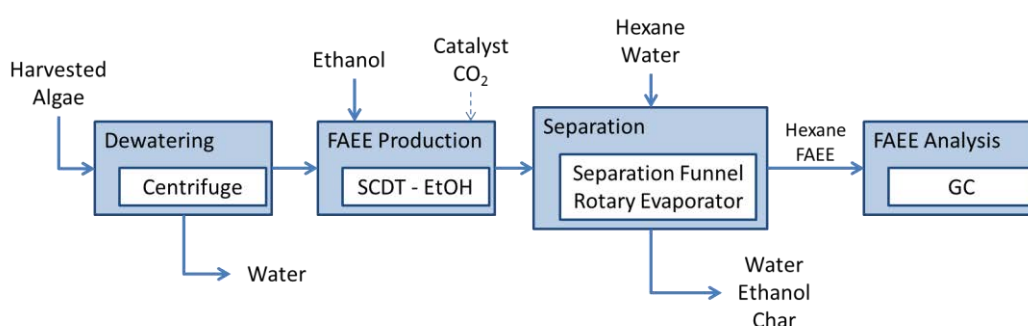 Harvested
Algae
Dewatering
Centrifuge
Water
Ethanol
Catalyst
CO₂
FAEE Production
SCDT - EtOH
Hexane
Water
Separation
Separation Funnel
Rotary Evaporator
Water
Ethanol
Char
Hexane
FAEE
FAEE Analysis
GC